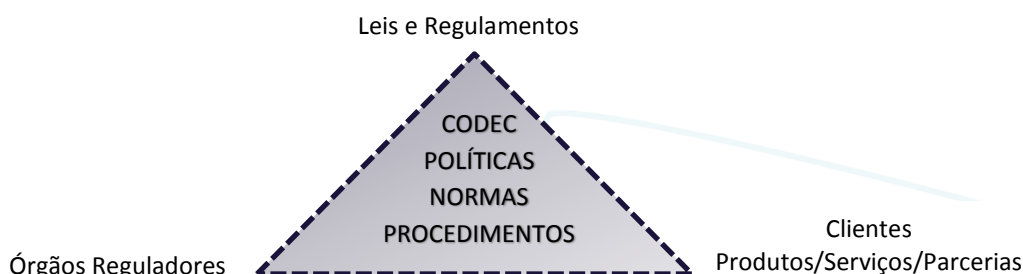 Leis e Regulamentos
CODEC
POLÍTICAS
NORMAS
PROCEDIMENTOS
Órgãos Reguladores
Clientes
Produtos/Serviços/Parcerias